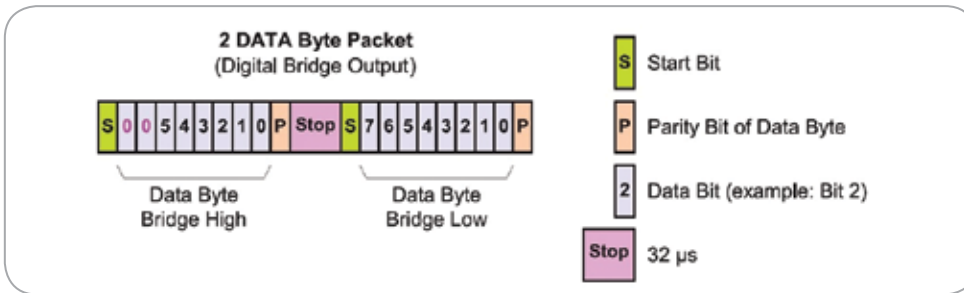 2 DATA Byte Packet
(Digital Bridge Output)
S 0 0 5 4 3 2 1 0 P Stop S 7 6 5 4 3 2 1 0 P
Data Byte
Bridge High
Data Byte
Bridge Low
S Start Bit
P Parity Bit of Data Byte
2 Data Bit (example: Bit 2)
Stop 32 µs